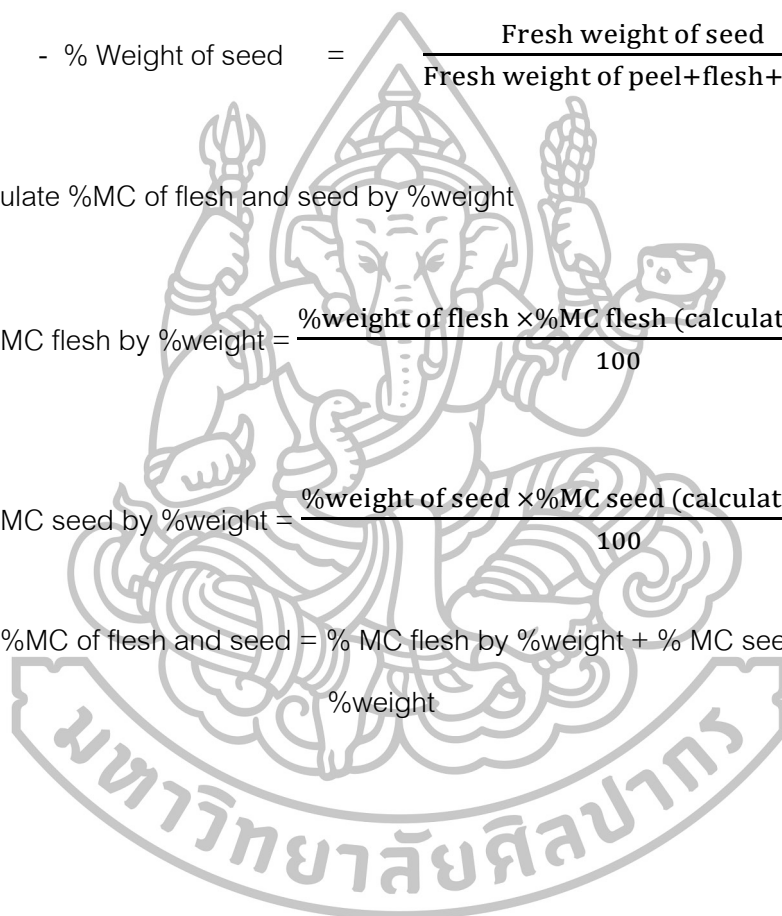 - % Weight of seed = Fresh weight of seed
Fresh weight of peel+flesh+
ulate %MC of flesh and seed by %weight
MC flesh by %weight = %weight of flesh ×%MC flesh (calculat
100
MC seed by %weight = %weight of seed ×%MC seed (calculat
100
%MC of flesh and seed = % MC flesh by %weight + % MC see
%weight
มหาวิทยาลัยศิลปากร